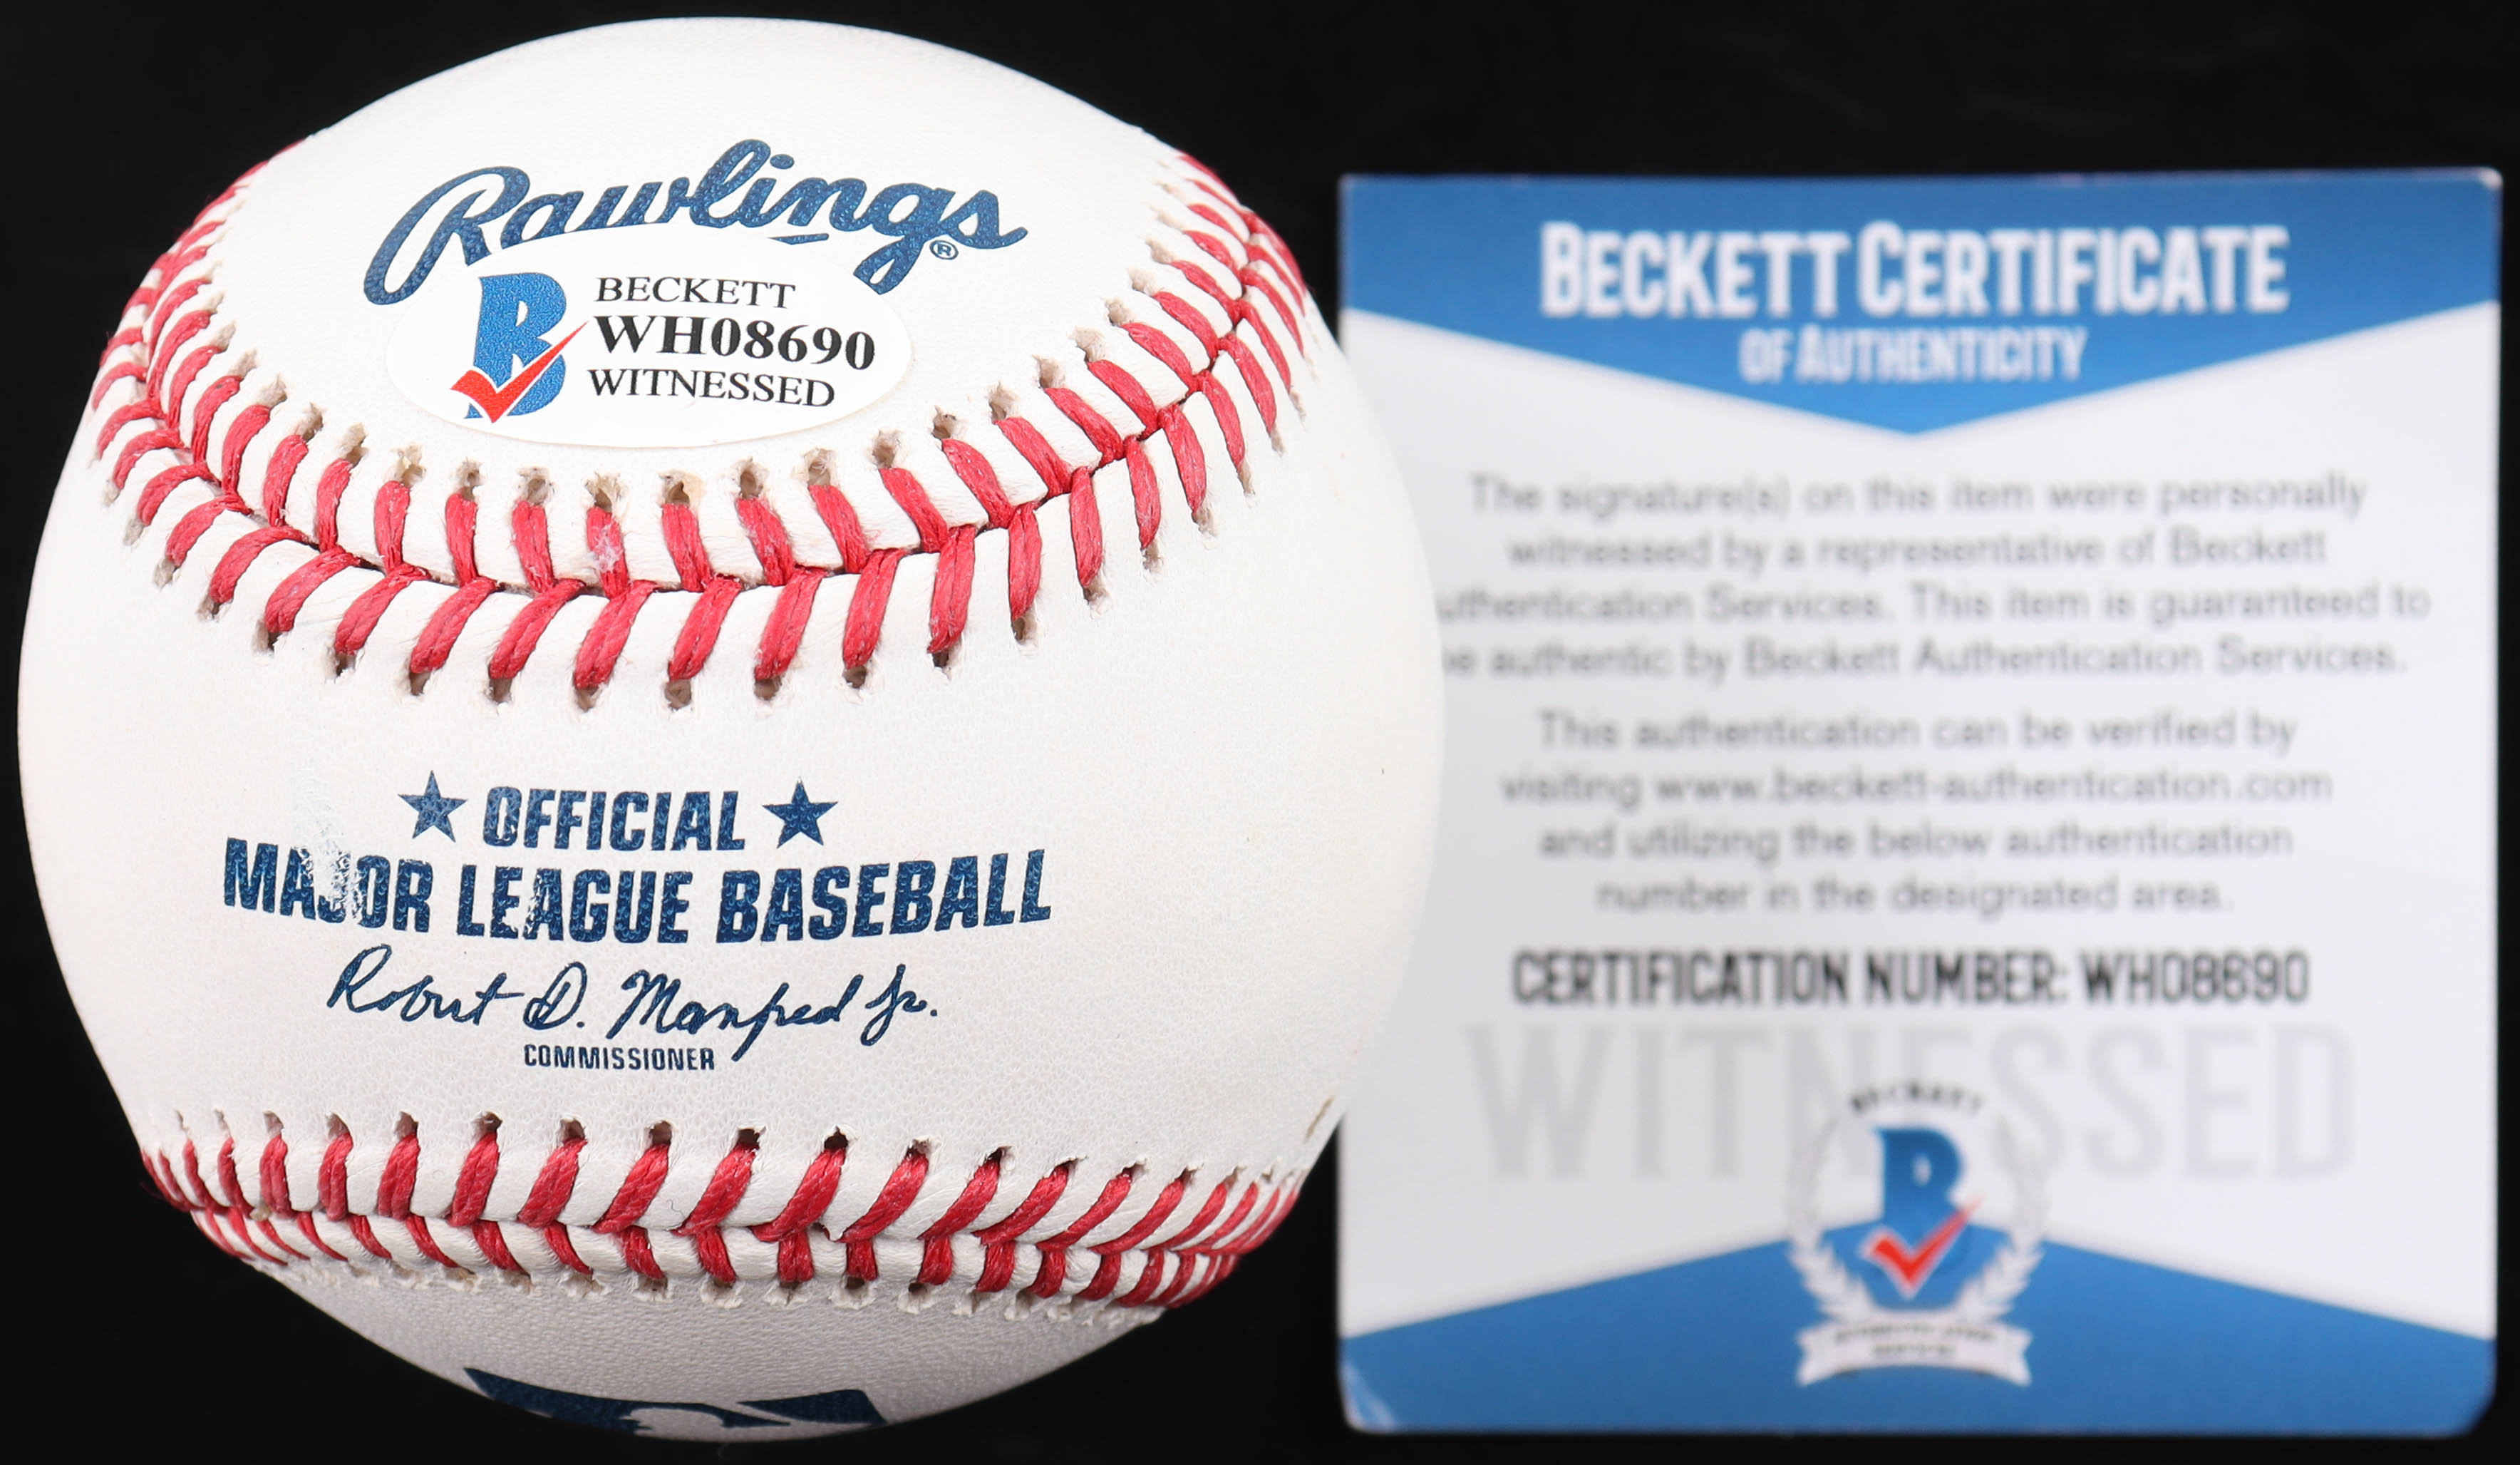 Rawlings®
BECKETT
WH08690
WITNESSED
OFFICIAL
MAJOR LEAGUE BASEBALL
Robert D. Manfred Jr.
COMMISSIONER
BECKETT CERTIFICATE
OF AUTHENTICITY
The signature(s) on this item were personally
witnessed by a representative of Beckett
uthentication Services. This item is guaranteed to
e authentic by Beckett Authentication Services.
This authentication can be verified by
visiting www.beckett-authentication.com
and utilizing the below authentication
number in the designated area.
CERTIFICATION NUMBER: WH08690
WITNESSED
BECKETT